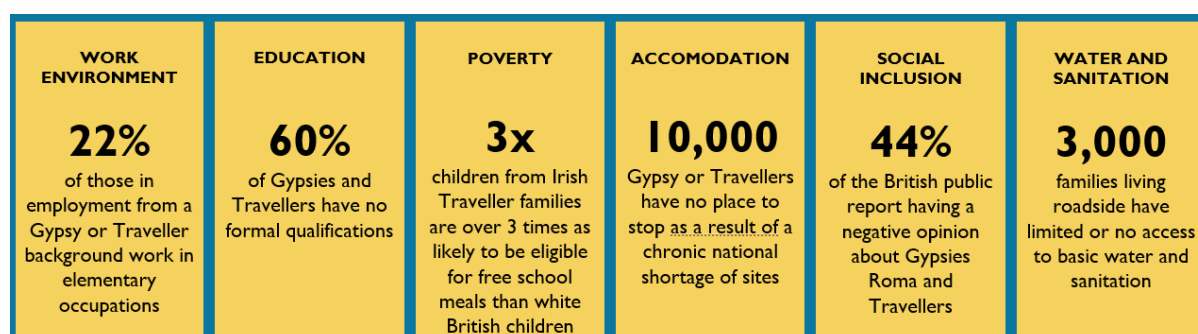 WORK
ENVIRONMENT
22%
of those in
employment from a
Gypsy or Traveller
background work in
elementary
occupations
EDUCATION
60%
of Gypsies and
Travellers have no
formal qualifications
POVERTY
3x
children from Irish
Traveller families
are over 3 times as
likely to be eligible
for free school
meals than white
British children
ACCOMODATION
10,000
Gypsy or Travellers
have no place to
stop as a result of a
chronic national
shortage of sites
SOCIAL
INCLUSION
44%
of the British public
report having a
negative opinion
about Gypsies
Roma and
Travellers
WATER AND
SANITATION
3,000
families living
roadside have
limited or no access
to basic water and
sanitation